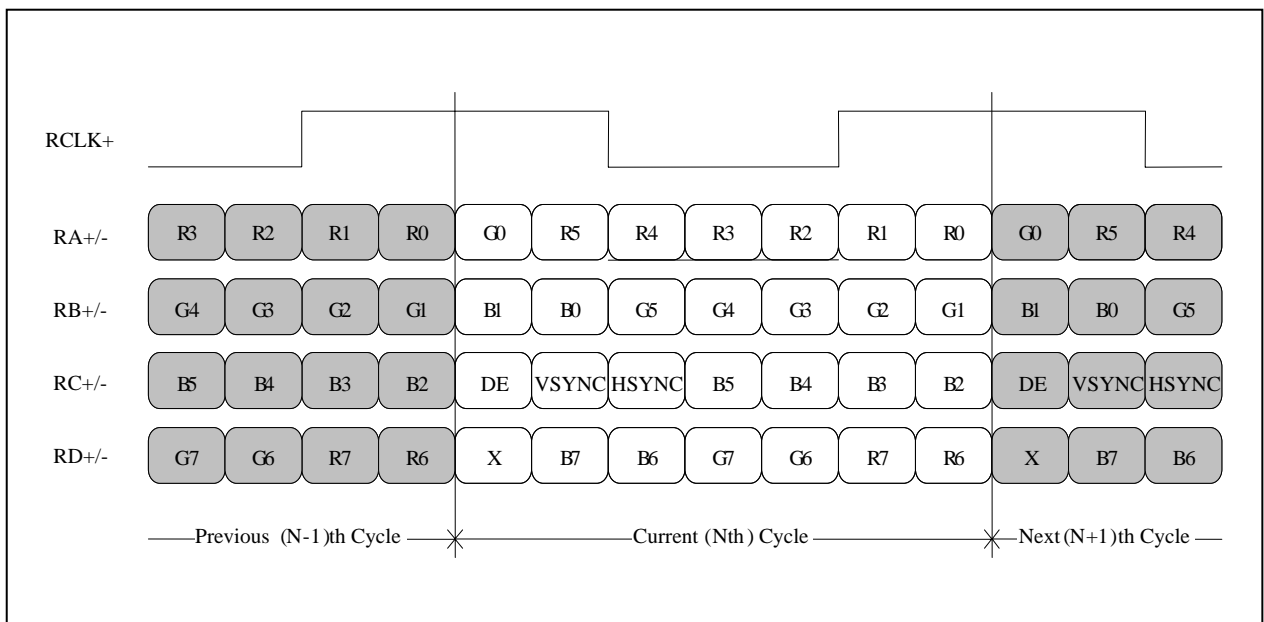 RCLK+
RA+/- R3 R2 R1 R0 G0 R5 R4 R3 R2 R1 R0 G0 R5 R4
RB+/- G4 G3 G2 G1 B1 B0 G5 G4 G3 G2 G1 B1 B0 G5
RC+/- B5 B4 B3 B2 DE VSYNC HSYNC B5 B4 B3 B2 DE VSYNC HSYNC
RD+/- G7 G6 R7 R6 X B7 B6 G7 G6 R7 R6 X B7 B6
Previous (N-1)th Cycle Current (Nth) Cycle Next (N+1)th Cycle